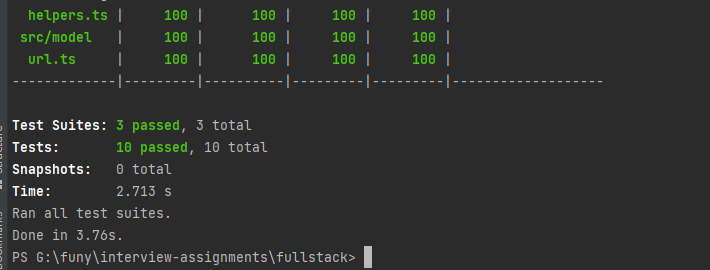 helpers.ts | 100 | 100 | 100 | 100 |
src/model | 100 | 100 | 100 | 100 |
url.ts | 100 | 100 | 100 | 100 |
-------------|---------|----------|---------|---------|-------------------
Test Suites: 3 passed, 3 total
Tests: 10 passed, 10 total
Snapshots: 0 total
Time: 2.713 s
Ran all test suites.
Done in 3.76s.
PS G:\funy\interview-assignments\fullstack>